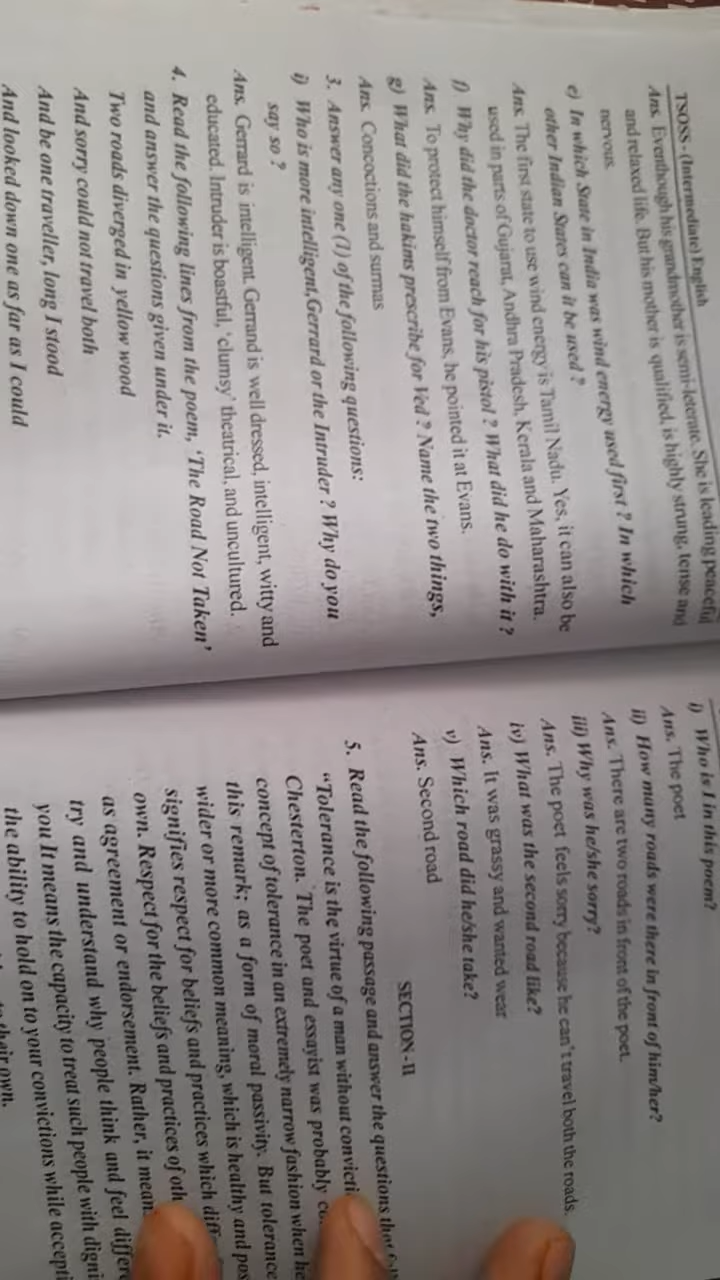 TSOSS - (Intermediate) English
Ans. Eventhough his grandmother is semi-leterate. She is leading peaceful
and relaxed life. But his mother is qualified, is highly strung, tense and
nervous.
e) In which State in India was wind energy used first ? In which
other Indian States can it be used ?
Ans. The first state to use wind energy is Tamil Nadu. Yes, it can also be
used in parts of Gujarat, Andhra Pradesh, Kerala and Maharashtra.
f) Why did the doctor reach for his pistol ? What did he do with it ?
Ans. To protect himself from Evans, he pointed it at Evans.
g) What did the hakims prescribe for Ved ? Name the two things,
Ans. Concoctions and surmas
3. Answer any one (1) of the following questions:
i) Who is more intelligent, Gerrard or the Intruder ? Why do you
say so ?
Ans. Gerrard is intelligent. Gerrand is well dressed, intelligent, witty and
educated. Intruder is boastful, 'clumsy' theatrical, and uncultured.
4. Read the following lines from the poem, 'The Road Not Taken'
and answer the questions given under it.
Two roads diverged in yellow wood
And sorry could not travel both
And be one traveller, long I stood
And looked down one as far as I could
i) Who is I in this poem?
Ans. The poet
ii) How many roads were there in front of him/her?
Ans. There are two roads in front of the poet.
iii) Why was he/she sorry?
Ans. The poet feels sorry because he can't travel both the roads.
iv) What was the second road like?
Ans. It was grassy and wanted wear
v) Which road did he/she take?
Ans. Second road
SECTION - II
5. Read the following passage and answer the questions that
"Tolerance is the virtue of a man without
Chesterton. The poet and essayist was probably
concept of tolerance in an extremely narrow fashion when he
this remark; as a form of moral passivity. But tolerance
wider or more common meaning, which is healthy and
signifies respect for beliefs and practices which
own. Respect for the beliefs and practices of
as agreement or endorsement. Rather, it
try and understand why people think and feel
you It means the capacity to treat such people with
the ability to hold on to your convictions while
their own.